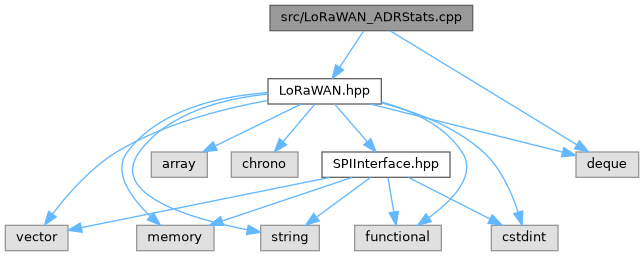 src/LoRaWAN_ADRStats.cpp
LoRaWAN.hpp
array
chrono
SPIInterface.hpp
deque
vector
memory
string
functional
cstdint